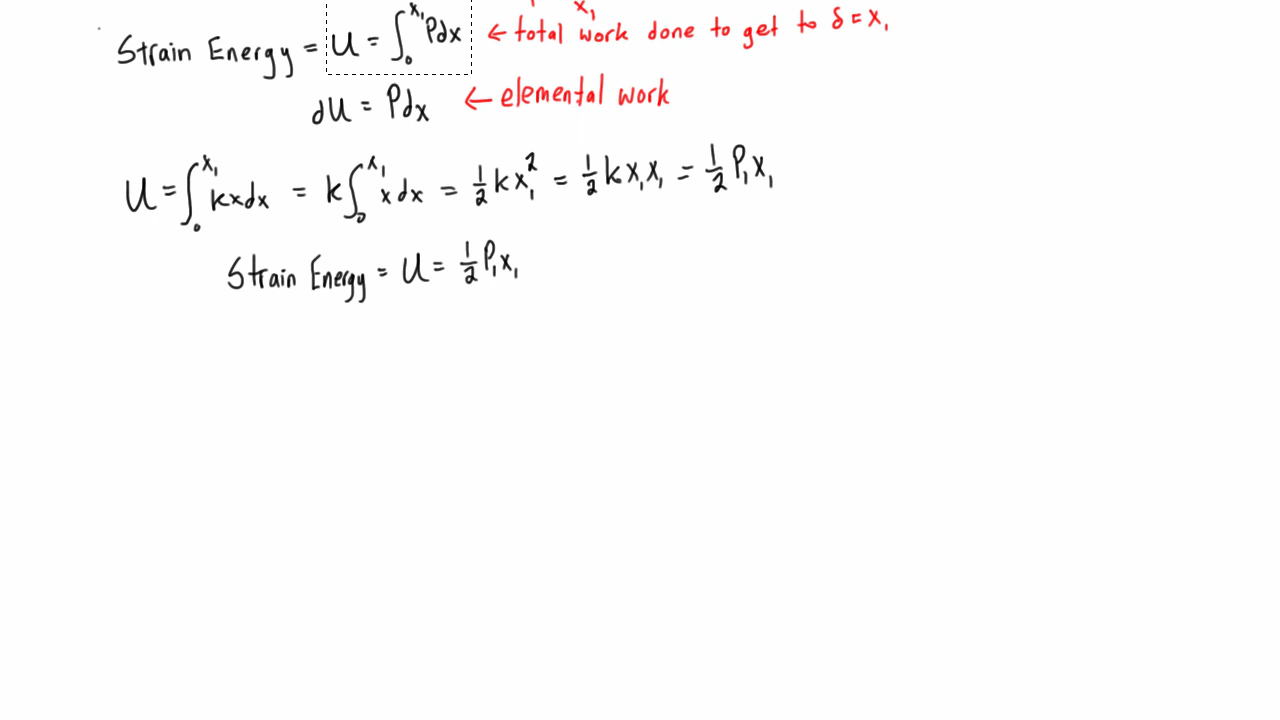 x₁
Strain Energy = U = ∫₀^x₁ Pdx ← total work done to get to δ = x₁
dU = Pdx ← elemental work
U = ∫₀^x₁ kxdx = k∫₀^x₁ xdx = ½kx₁² = ½kx₁x₁ = ½P₁x₁
Strain Energy = U = ½P₁x₁